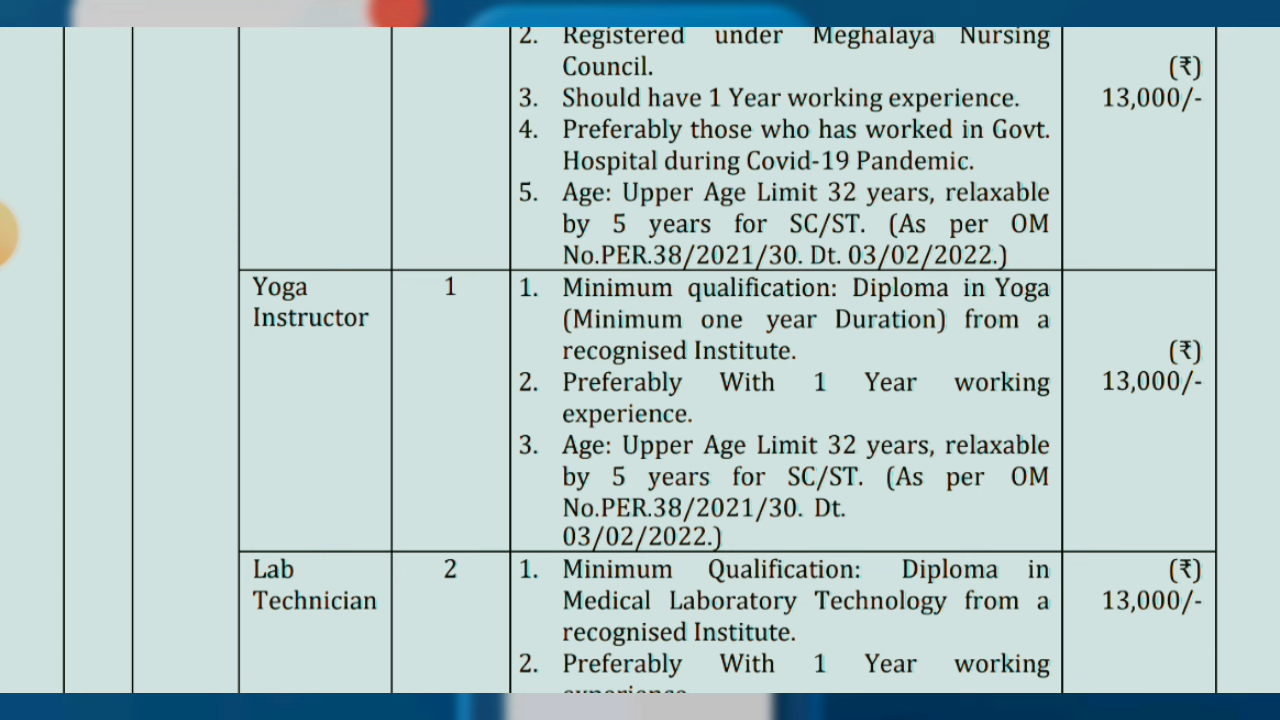 2. Registered under Meghalaya Nursing
Council.
(₹)
3. Should have 1 Year working experience.
13,000/-
4. Preferably those who has worked in Govt.
Hospital during Covid-19 Pandemic.
5. Age: Upper Age Limit 32 years, relaxable
by 5 years for SC/ST. (As per OM
No.PER.38/2021/30. Dt. 03/02/2022.)
Yoga
Instructor
1
1. Minimum qualification: Diploma in Yoga
(Minimum one year Duration) from a
recognised Institute.
2. Preferably With 1 Year working
experience.
3. Age: Upper Age Limit 32 years, relaxable
by 5 years for SC/ST. (As per OM
No.PER.38/2021/30. Dt.
03/02/2022.)
(₹)
13,000/-
Lab
Technician
2
1. Minimum Qualification: Diploma in
Medical Laboratory Technology from a
recognised Institute.
2. Preferably With 1 Year working
(₹)
13,000/-